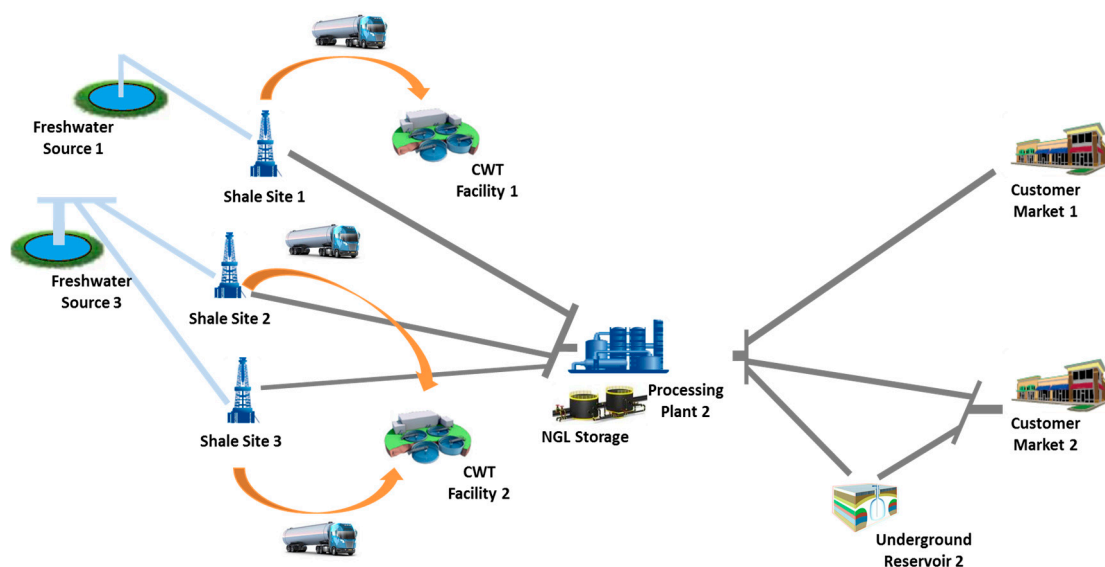 Freshwater
Source 1
Shale Site 1
CWT
Facility 1
Customer
Market 1
Freshwater
Source 3
Shale Site 2
Processing
Plant 2
NGL Storage
Customer
Market 2
Shale Site 3
CWT
Facility 2
Underground
Reservoir 2